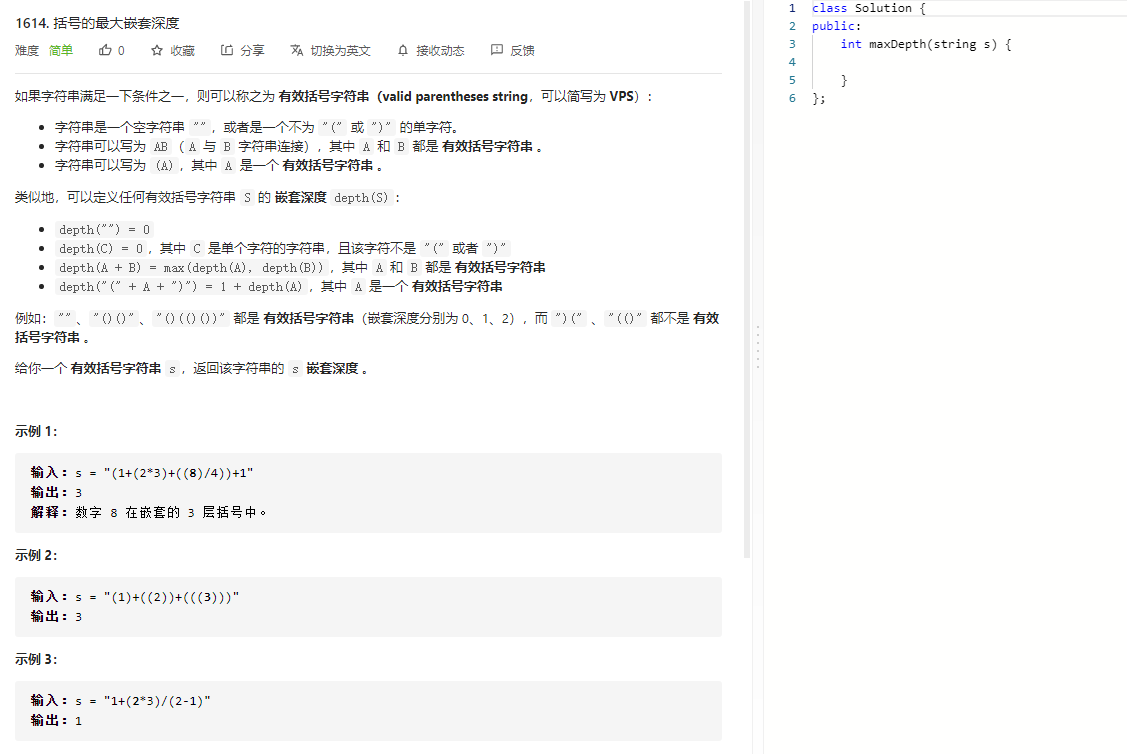 1614. 括号的最大嵌套深度
难度 简单 0 收藏 分享 切换为英文 接收动态 反馈
如果字符串满足一下条件之一，则可以称之为 有效括号字符串（valid parentheses string，可以简写为 VPS）：
字符串是一个空字符串 ""，或者是一个不为 "(" 或 ")" 的单字符。
字符串可以写为 AB（A 与 B 字符串连接），其中 A 和 B 都是 有效括号字符串 。
字符串可以写为 (A)，其中 A 是一个 有效括号字符串 。
类似地，可以定义任何有效括号字符串 S 的 嵌套深度 depth(S)：
depth("") = 0
depth(C) = 0，其中 C 是单个字符的字符串，且该字符不是 "(" 或者 ")"
depth(A + B) = max(depth(A), depth(B))，其中 A 和 B 都是 有效括号字符串
depth("(" + A + ")") = 1 + depth(A)，其中 A 是一个 有效括号字符串
例如：""、"()()"、"()(()())" 都是 有效括号字符串（嵌套深度分别为 0、1、2），而 ")(" 、"(()" 都不是 有效
括号字符串 。
给你一个 有效括号字符串 s，返回该字符串的 s 嵌套深度 。
示例 1：
输入：s = "(1+(2*3)+((8)/4))+1"
输出：3
解释：数字 8 在嵌套的 3 层括号中。
示例 2：
输入：s = "(1)+((2))+(((3)))"
输出：3
示例 3：
输入：s = "1+(2*3)/(2-1)"
输出：1
1 class Solution {
2 public:
3 int maxDepth(string s) {
4
5 }
6 };